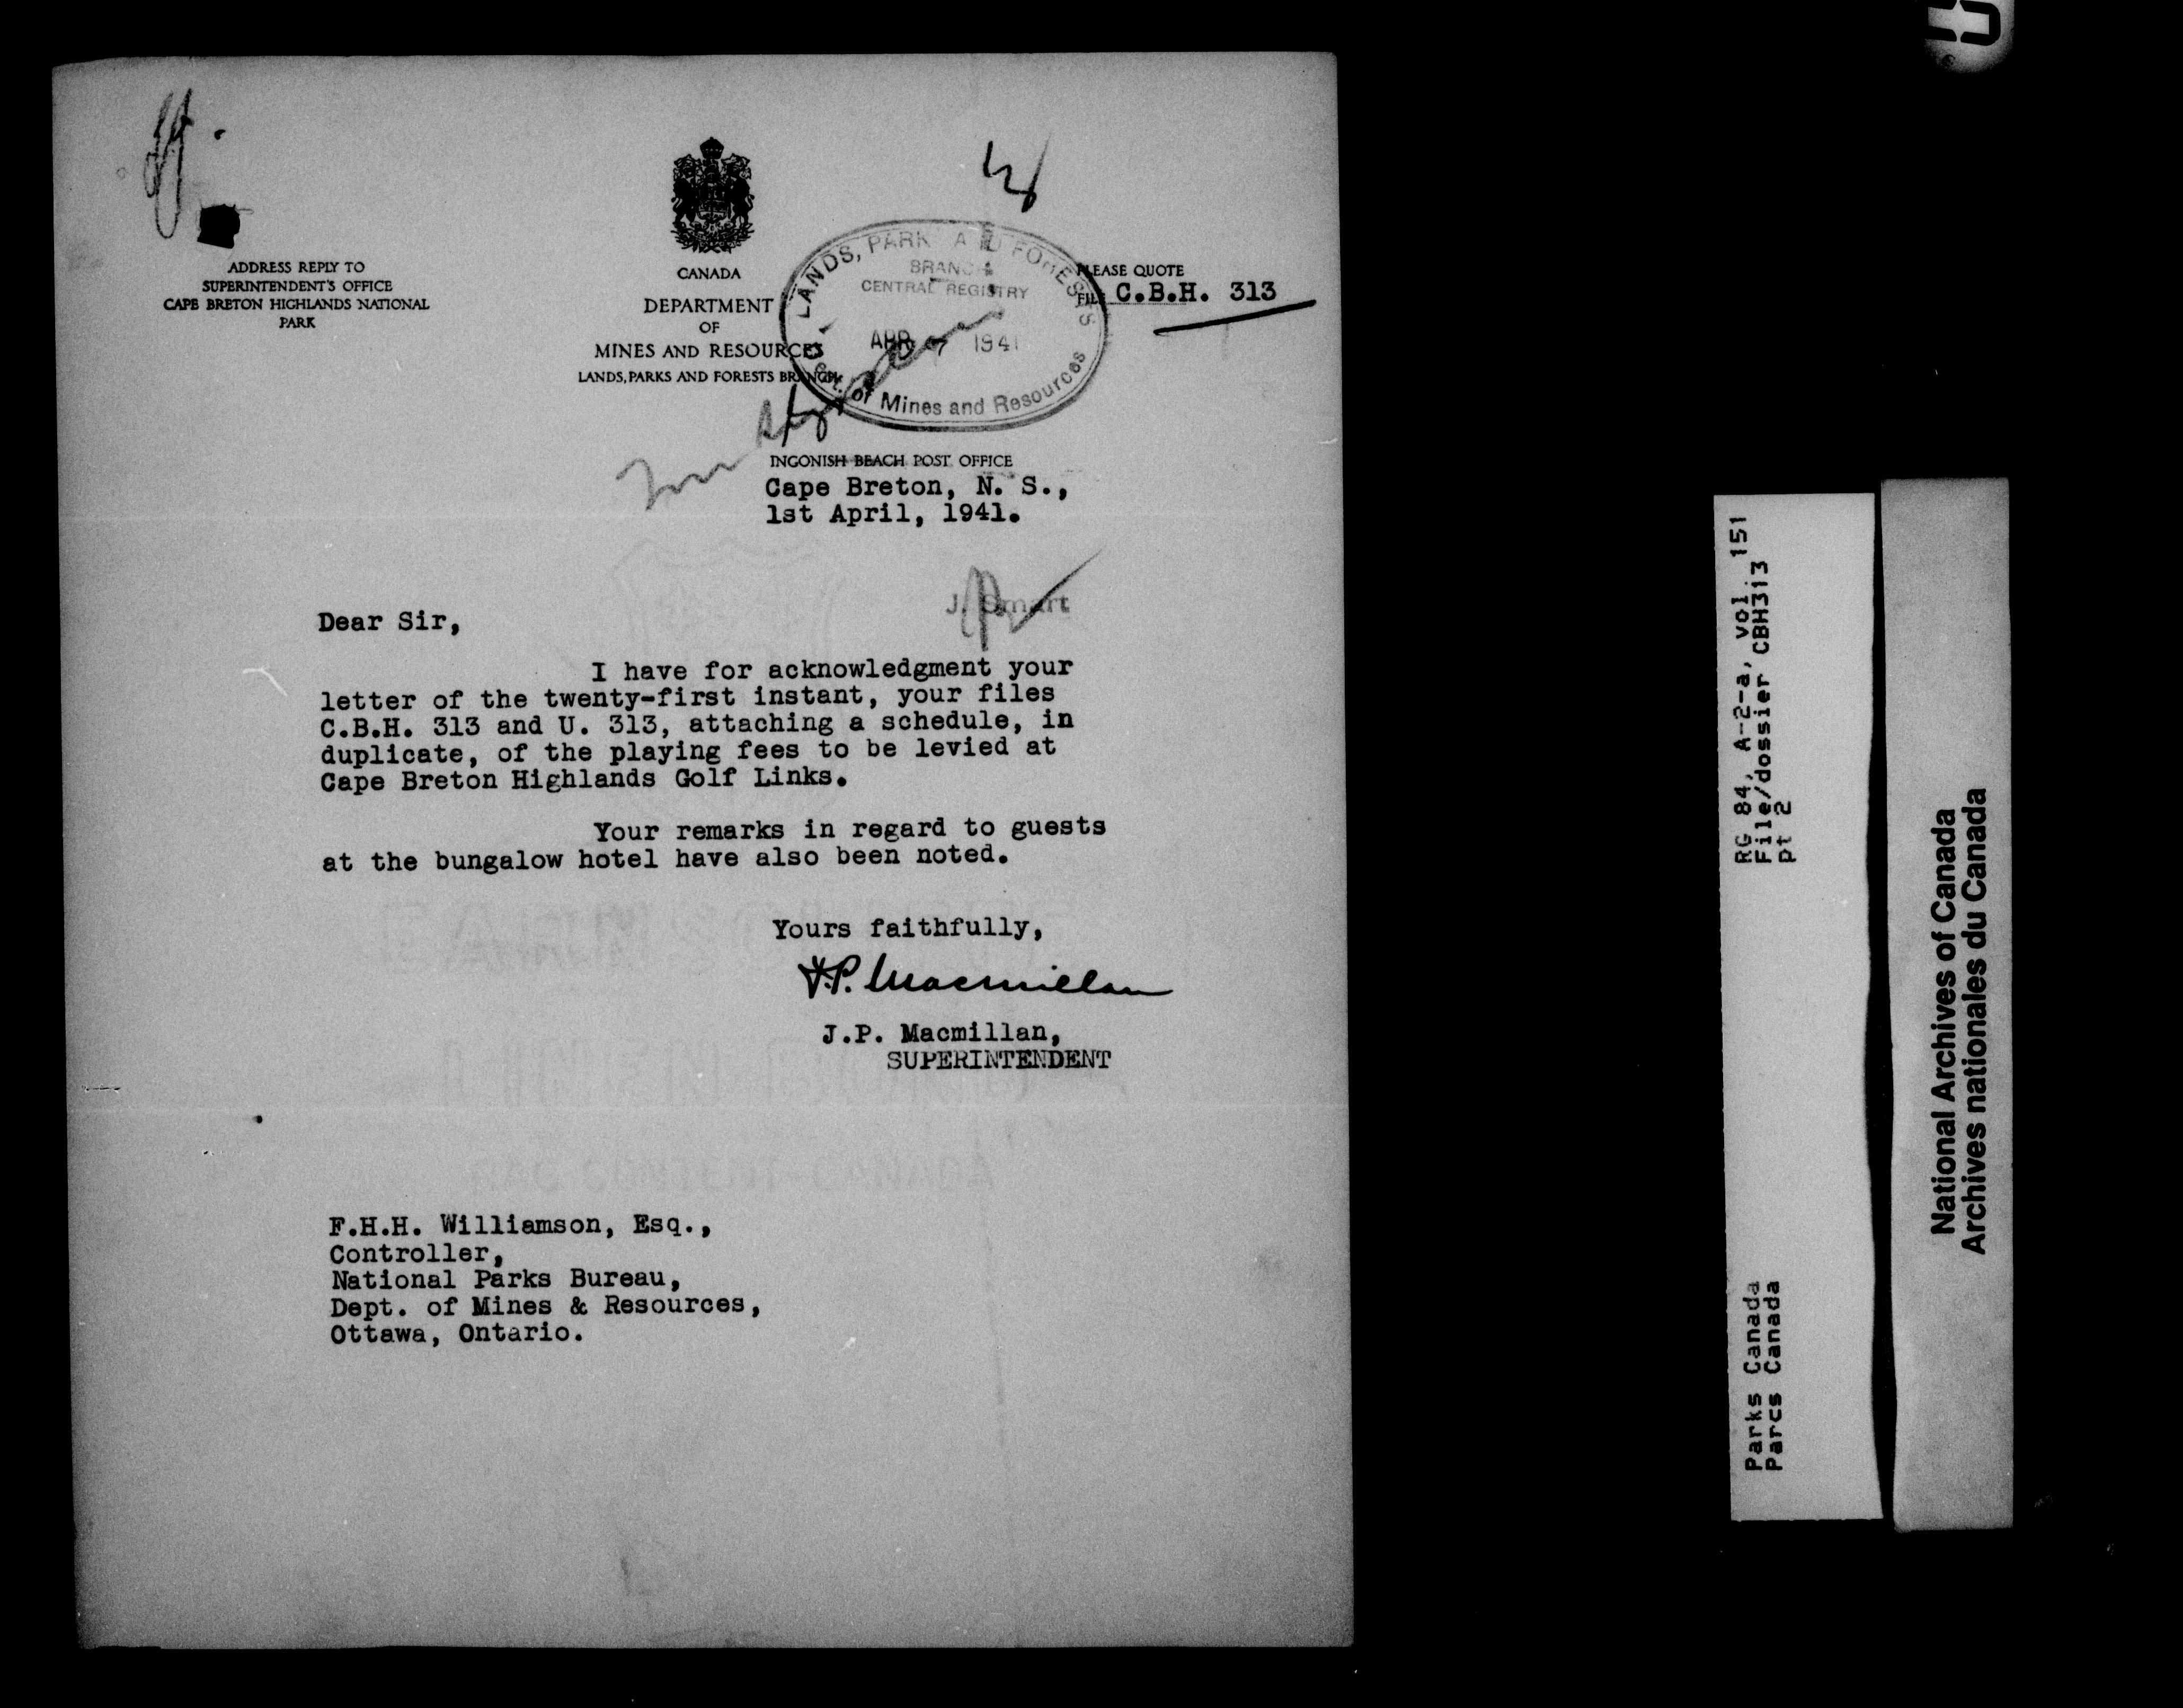 ADDRESS REPLY TO
SUPERINTENDENT'S OFFICE
CAPE BRETON HIGHLANDS NATIONAL
PARK
CANADA
DEPARTMENT
OF
MINES AND RESOURCES
LANDS, PARKS AND FORESTS BRANCH
LANDS, PARK AND FORESTS
BRANCH
CENTRAL REGISTRY
APR 7 1941
Dept. of Mines and Resources
PLEASE QUOTE
FILE C.B.H. 313
INGONISH BEACH POST OFFICE
Cape Breton, N. S.,
1st April, 1941.
J. Smart
Dear Sir,
I have for acknowledgment your
letter of the twenty-first instant, your files
C.B.H. 313 and U. 313, attaching a schedule, in
duplicate, of the playing fees to be levied at
Cape Breton Highlands Golf Links.
Your remarks in regard to guests
at the bungalow hotel have also been noted.
Yours faithfully,
J.P. Macmillan
J.P. Macmillan,
SUPERINTENDENT
F.H.H. Williamson, Esq.,
Controller,
National Parks Bureau,
Dept. of Mines & Resources,
Ottawa, Ontario.
RG 84, A-2-a, vol. 151
File/dossier CBH313
pt 2
Parks Canada
Parcs Canada
National Archives of Canada
Archives nationales du Canada